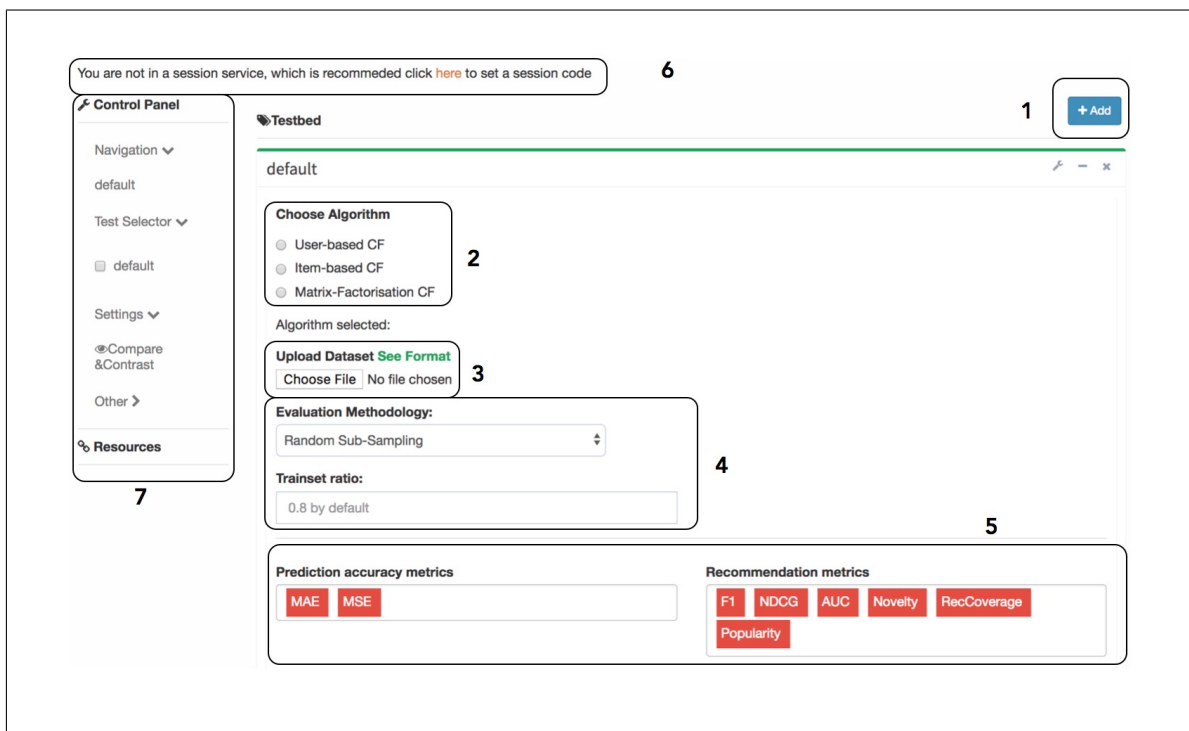 You are not in a session service, which is recommeded click here to set a session code
6
Control Panel
Navigation
default
Test Selector
default
Settings
Compare
&Contrast
Other
Resources
7
Testbed
1
+ Add
default
Choose Algorithm
User-based CF
Item-based CF
Matrix-Factorisation CF
2
Algorithm selected:
Upload Dataset See Format
Choose File No file chosen
3
Evaluation Methodology:
Random Sub-Sampling
Trainset ratio:
0.8 by default
4
5
Prediction accuracy metrics
MAE MSE
Recommendation metrics
F1 NDCG AUC Novelty RecCoverage
Popularity